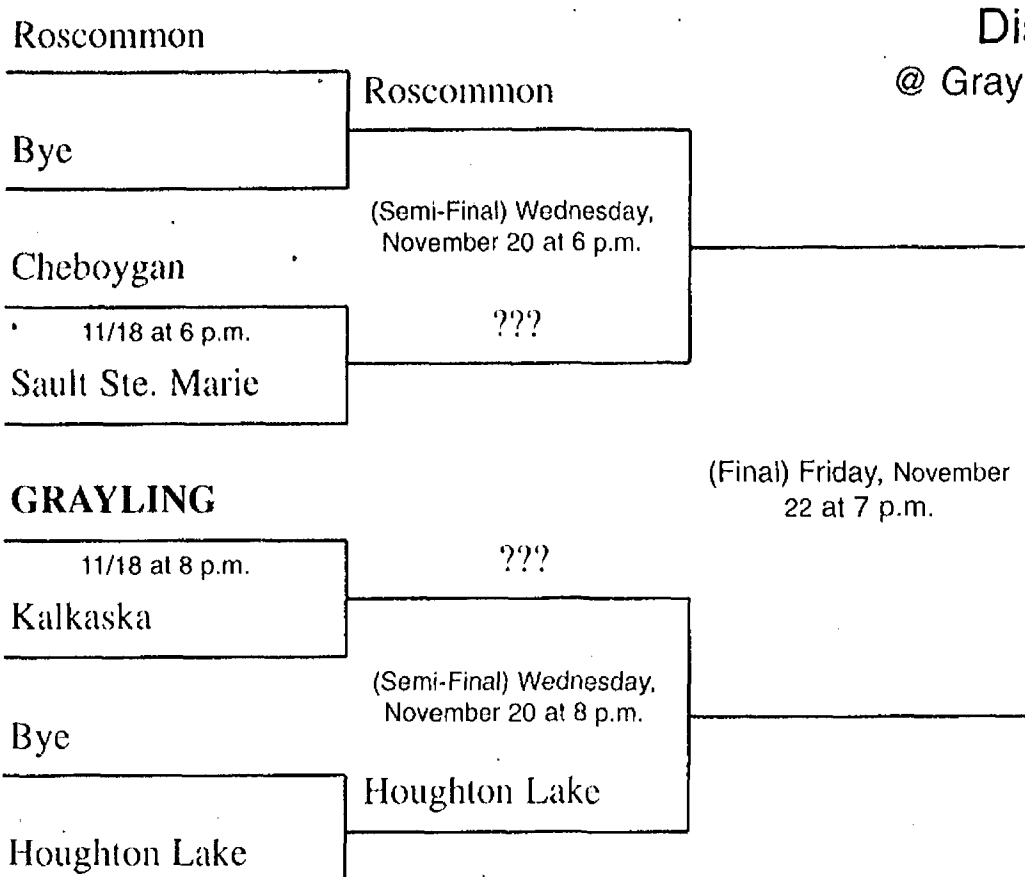 Roscommon
Dis
@ Grayl
Roscommon
Bye
(Semi-Final) Wednesday,
November 20 at 6 p.m.
Cheboygan
11/18 at 6 p.m.
???
Sault Ste. Marie
(Final) Friday, November
22 at 7 p.m.
GRAYLING
11/18 at 8 p.m.
???
Kalkaska
(Semi-Final) Wednesday,
November 20 at 8 p.m.
Bye
Houghton Lake
Houghton Lake